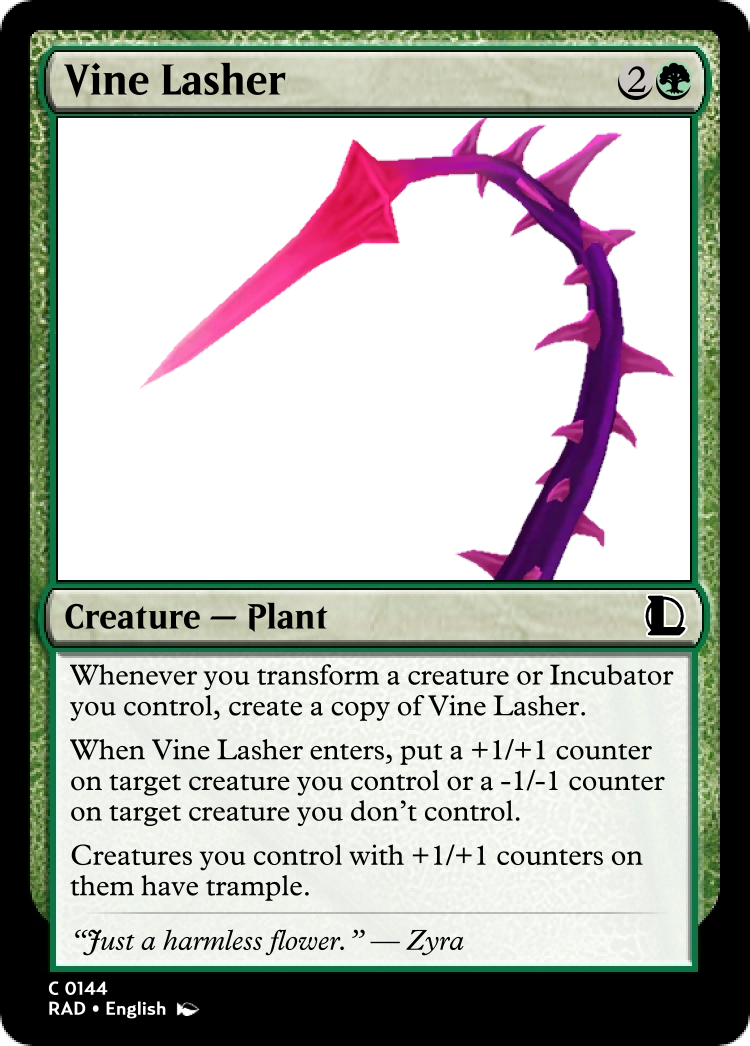 Vine Lasher 2
Creature — Plant
Whenever you transform a creature or Incubator
you control, create a copy of Vine Lasher.
When Vine Lasher enters, put a +1/+1 counter
on target creature you control or a -1/-1 counter
on target creature you don't control.
Creatures you control with +1/+1 counters on
them have trample.
“Just a harmless flower.” — Zyra
C 0144
RAD • English